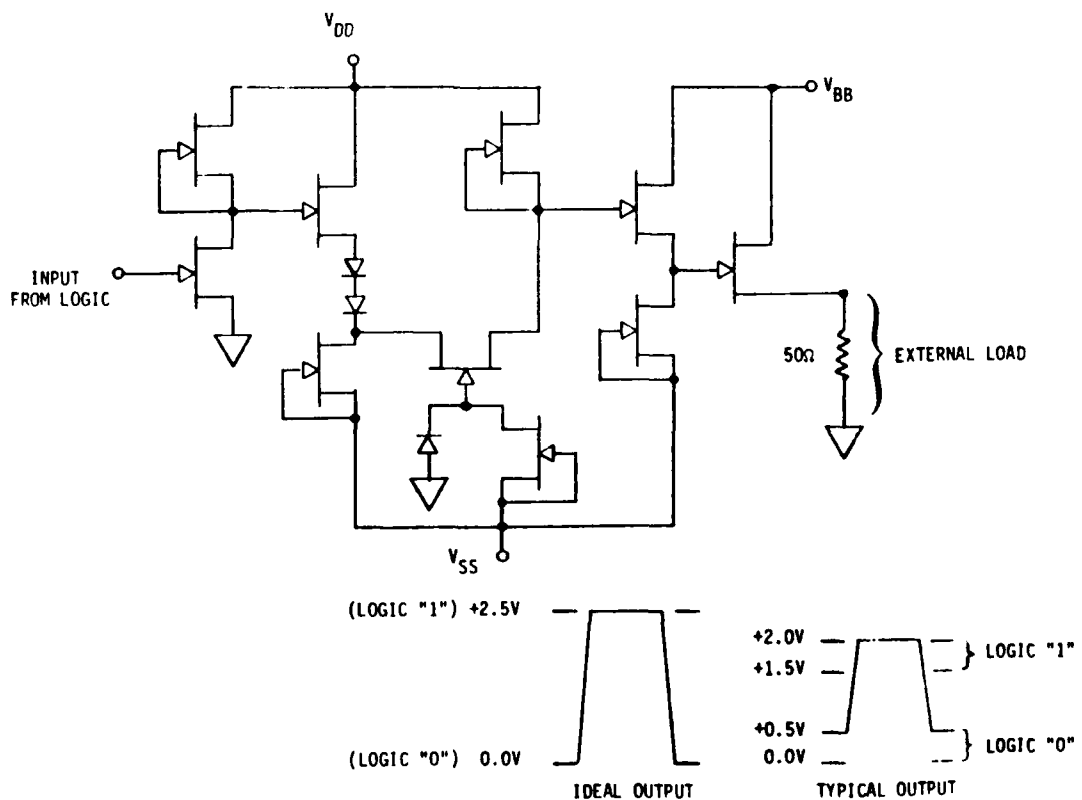 V_DD
V_BB
INPUT
FROM LOGIC
50Ω
EXTERNAL LOAD
V_SS
(LOGIC "1") +2.5V
+2.0V
LOGIC "1"
+1.5V
+0.5V
LOGIC "0"
(LOGIC "0") 0.0V
0.0V
IDEAL OUTPUT
TYPICAL OUTPUT